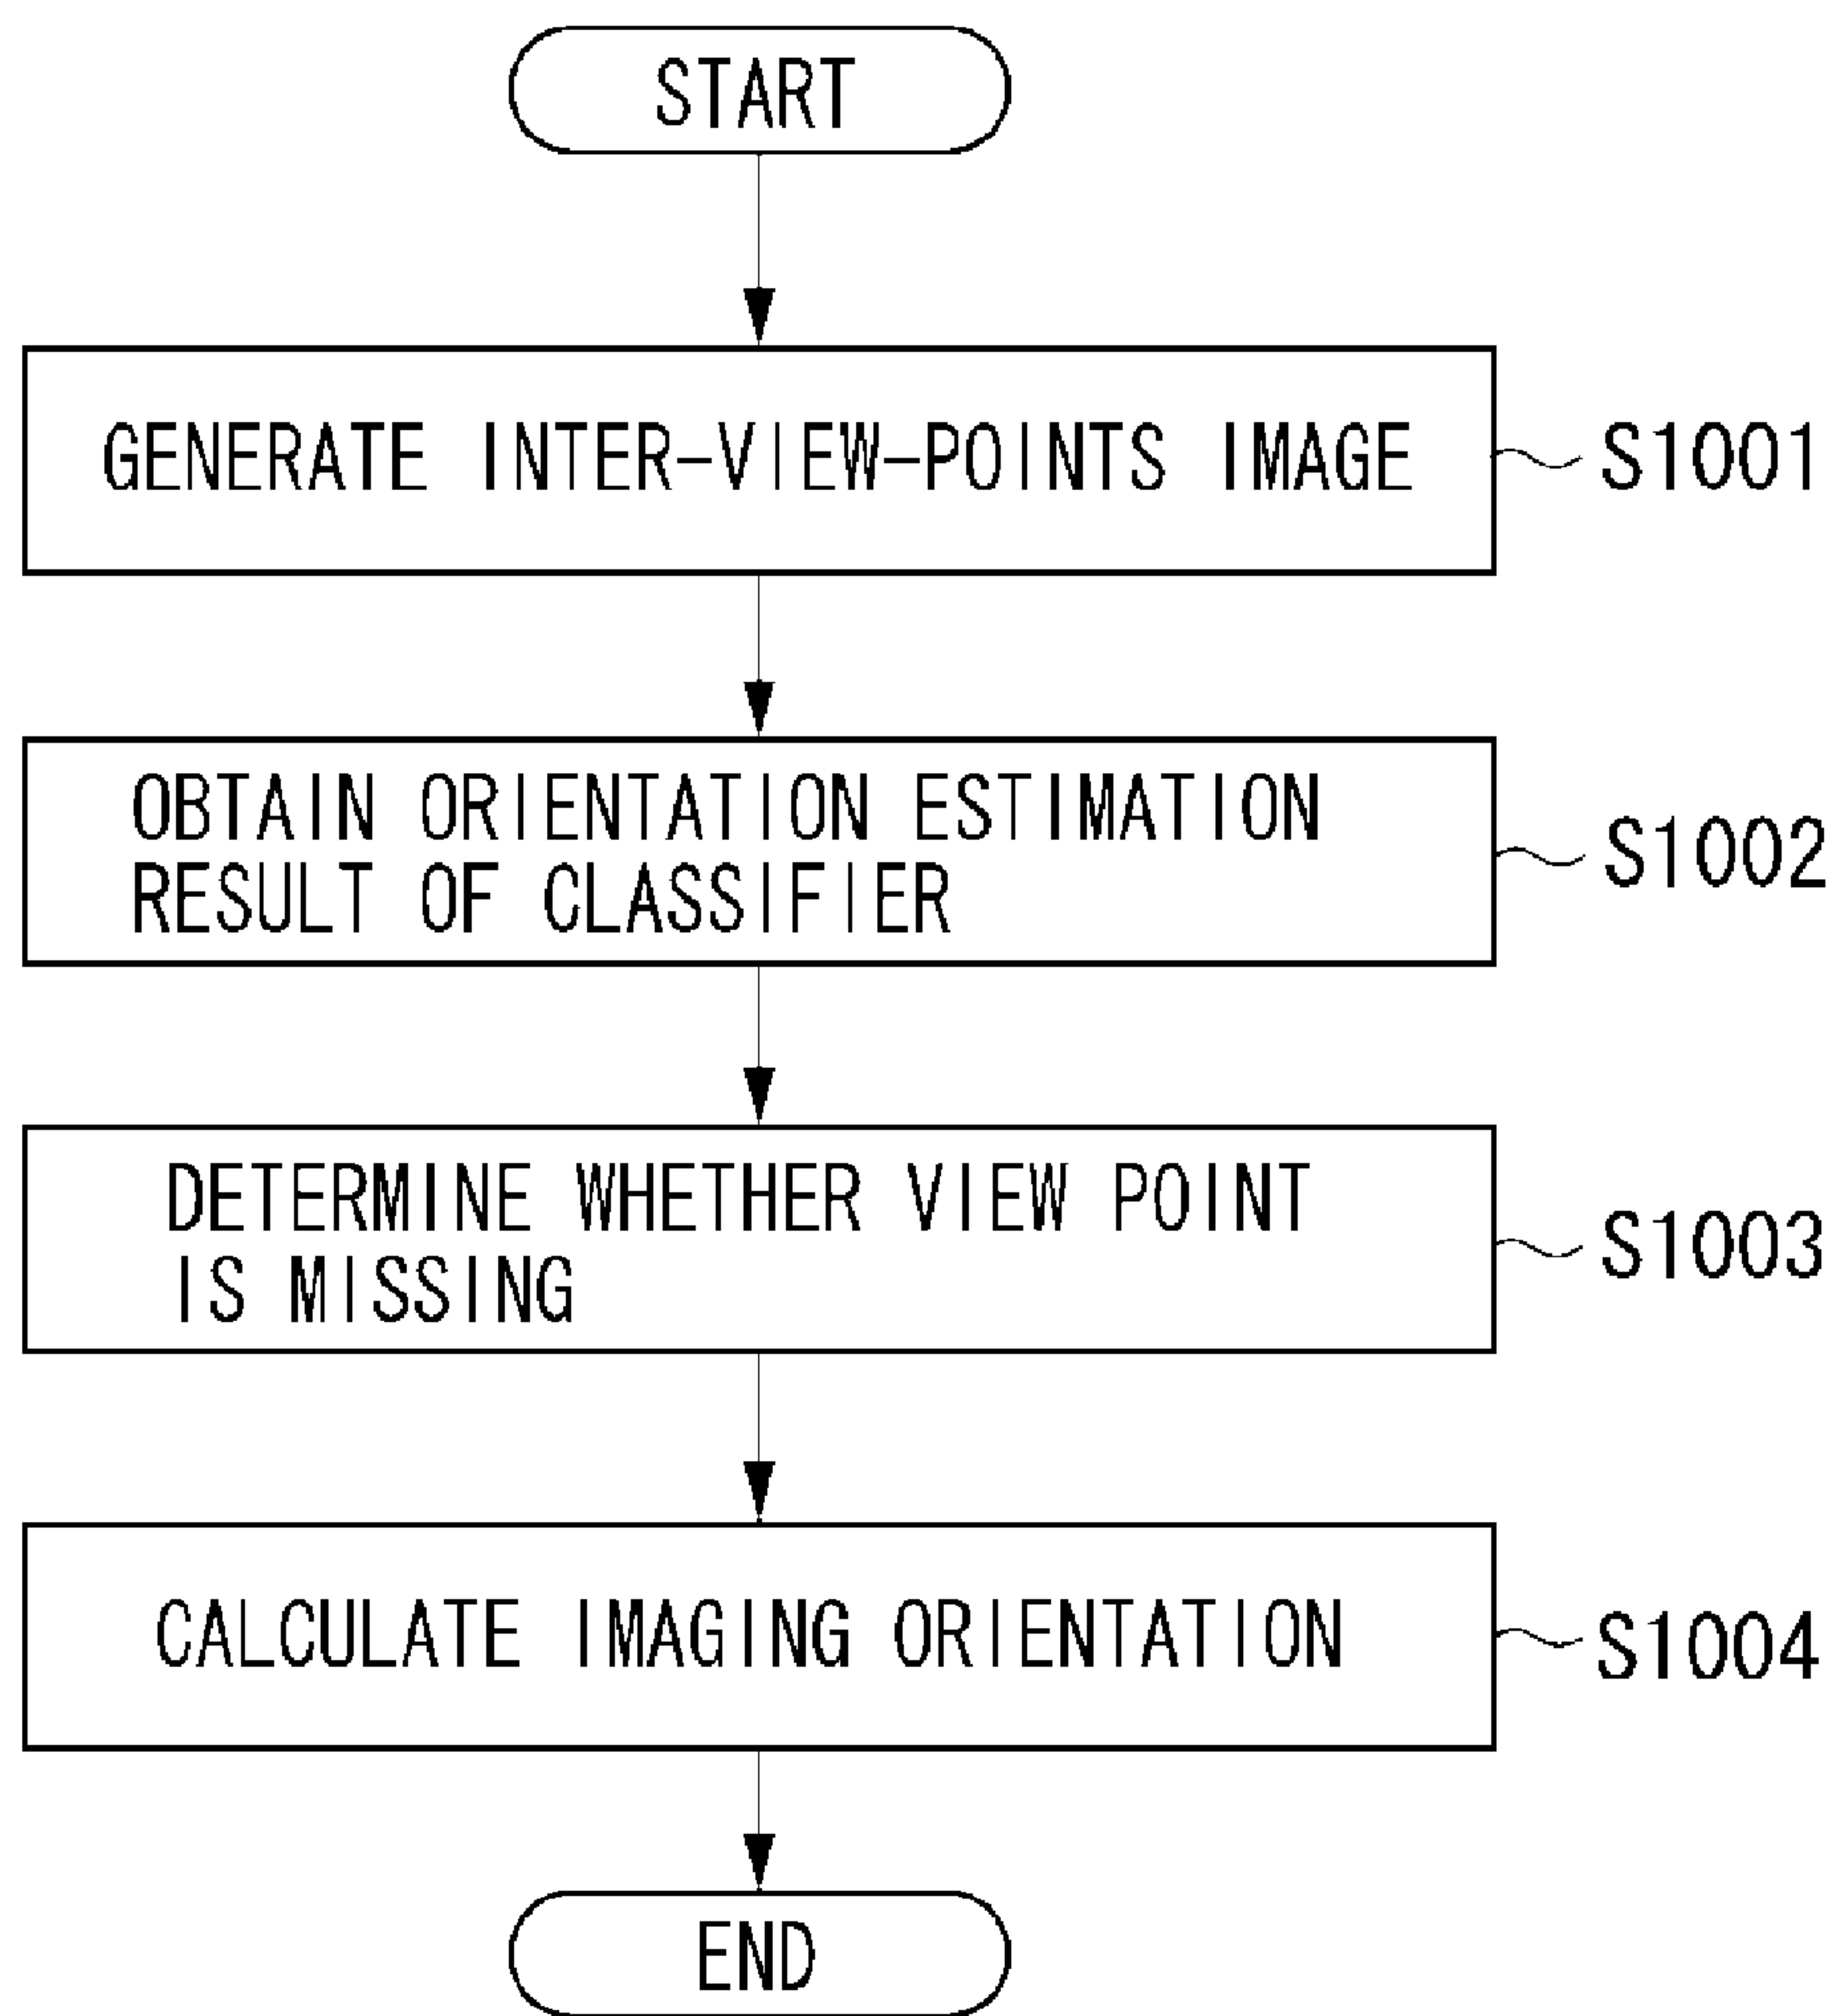 START
GENERATE INTER-VIEW-POINTS IMAGE
S1001
OBTAIN ORIENTATION ESTIMATION
RESULT OF CLASSIFIER
S1002
DETERMINE WHETHER VIEW POINT
IS MISSING
S1003
CALCULATE IMAGING ORIENTATION
S1004
END